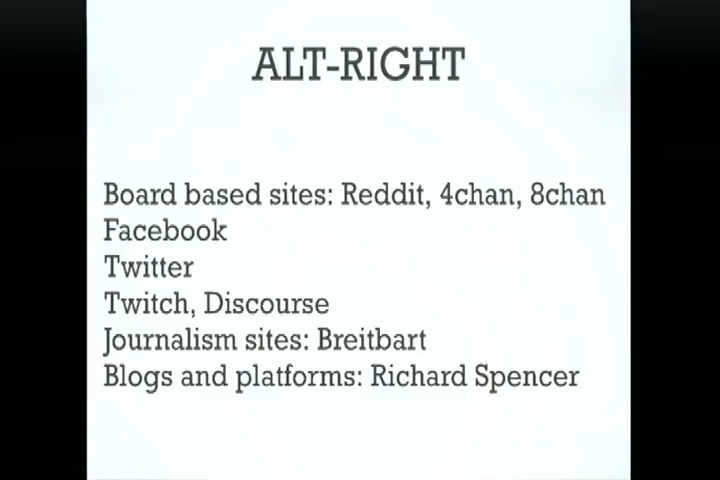 ALT-RIGHT
Board based sites: Reddit, 4chan, 8chan
Facebook
Twitter
Twitch, Discourse
Journalism sites: Breitbart
Blogs and platforms: Richard Spencer